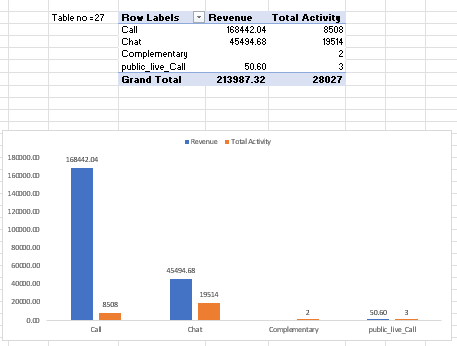 Table no =27 Row Labels Revenue Total Activity
Call 168442.04 8508
Chat 45494.68 19514
Complementary 2
public_live_Call 50.60 3
Grand Total 213987.32 28027
Revenue Total Activity
180000.00
160000.00
140000.00
120000.00
100000.00
80000.00
60000.00
40000.00
20000.00
0.00
168442.04
8508
45494.68
19514
2
50.60 3
Call Chat Complementary public_live_Call